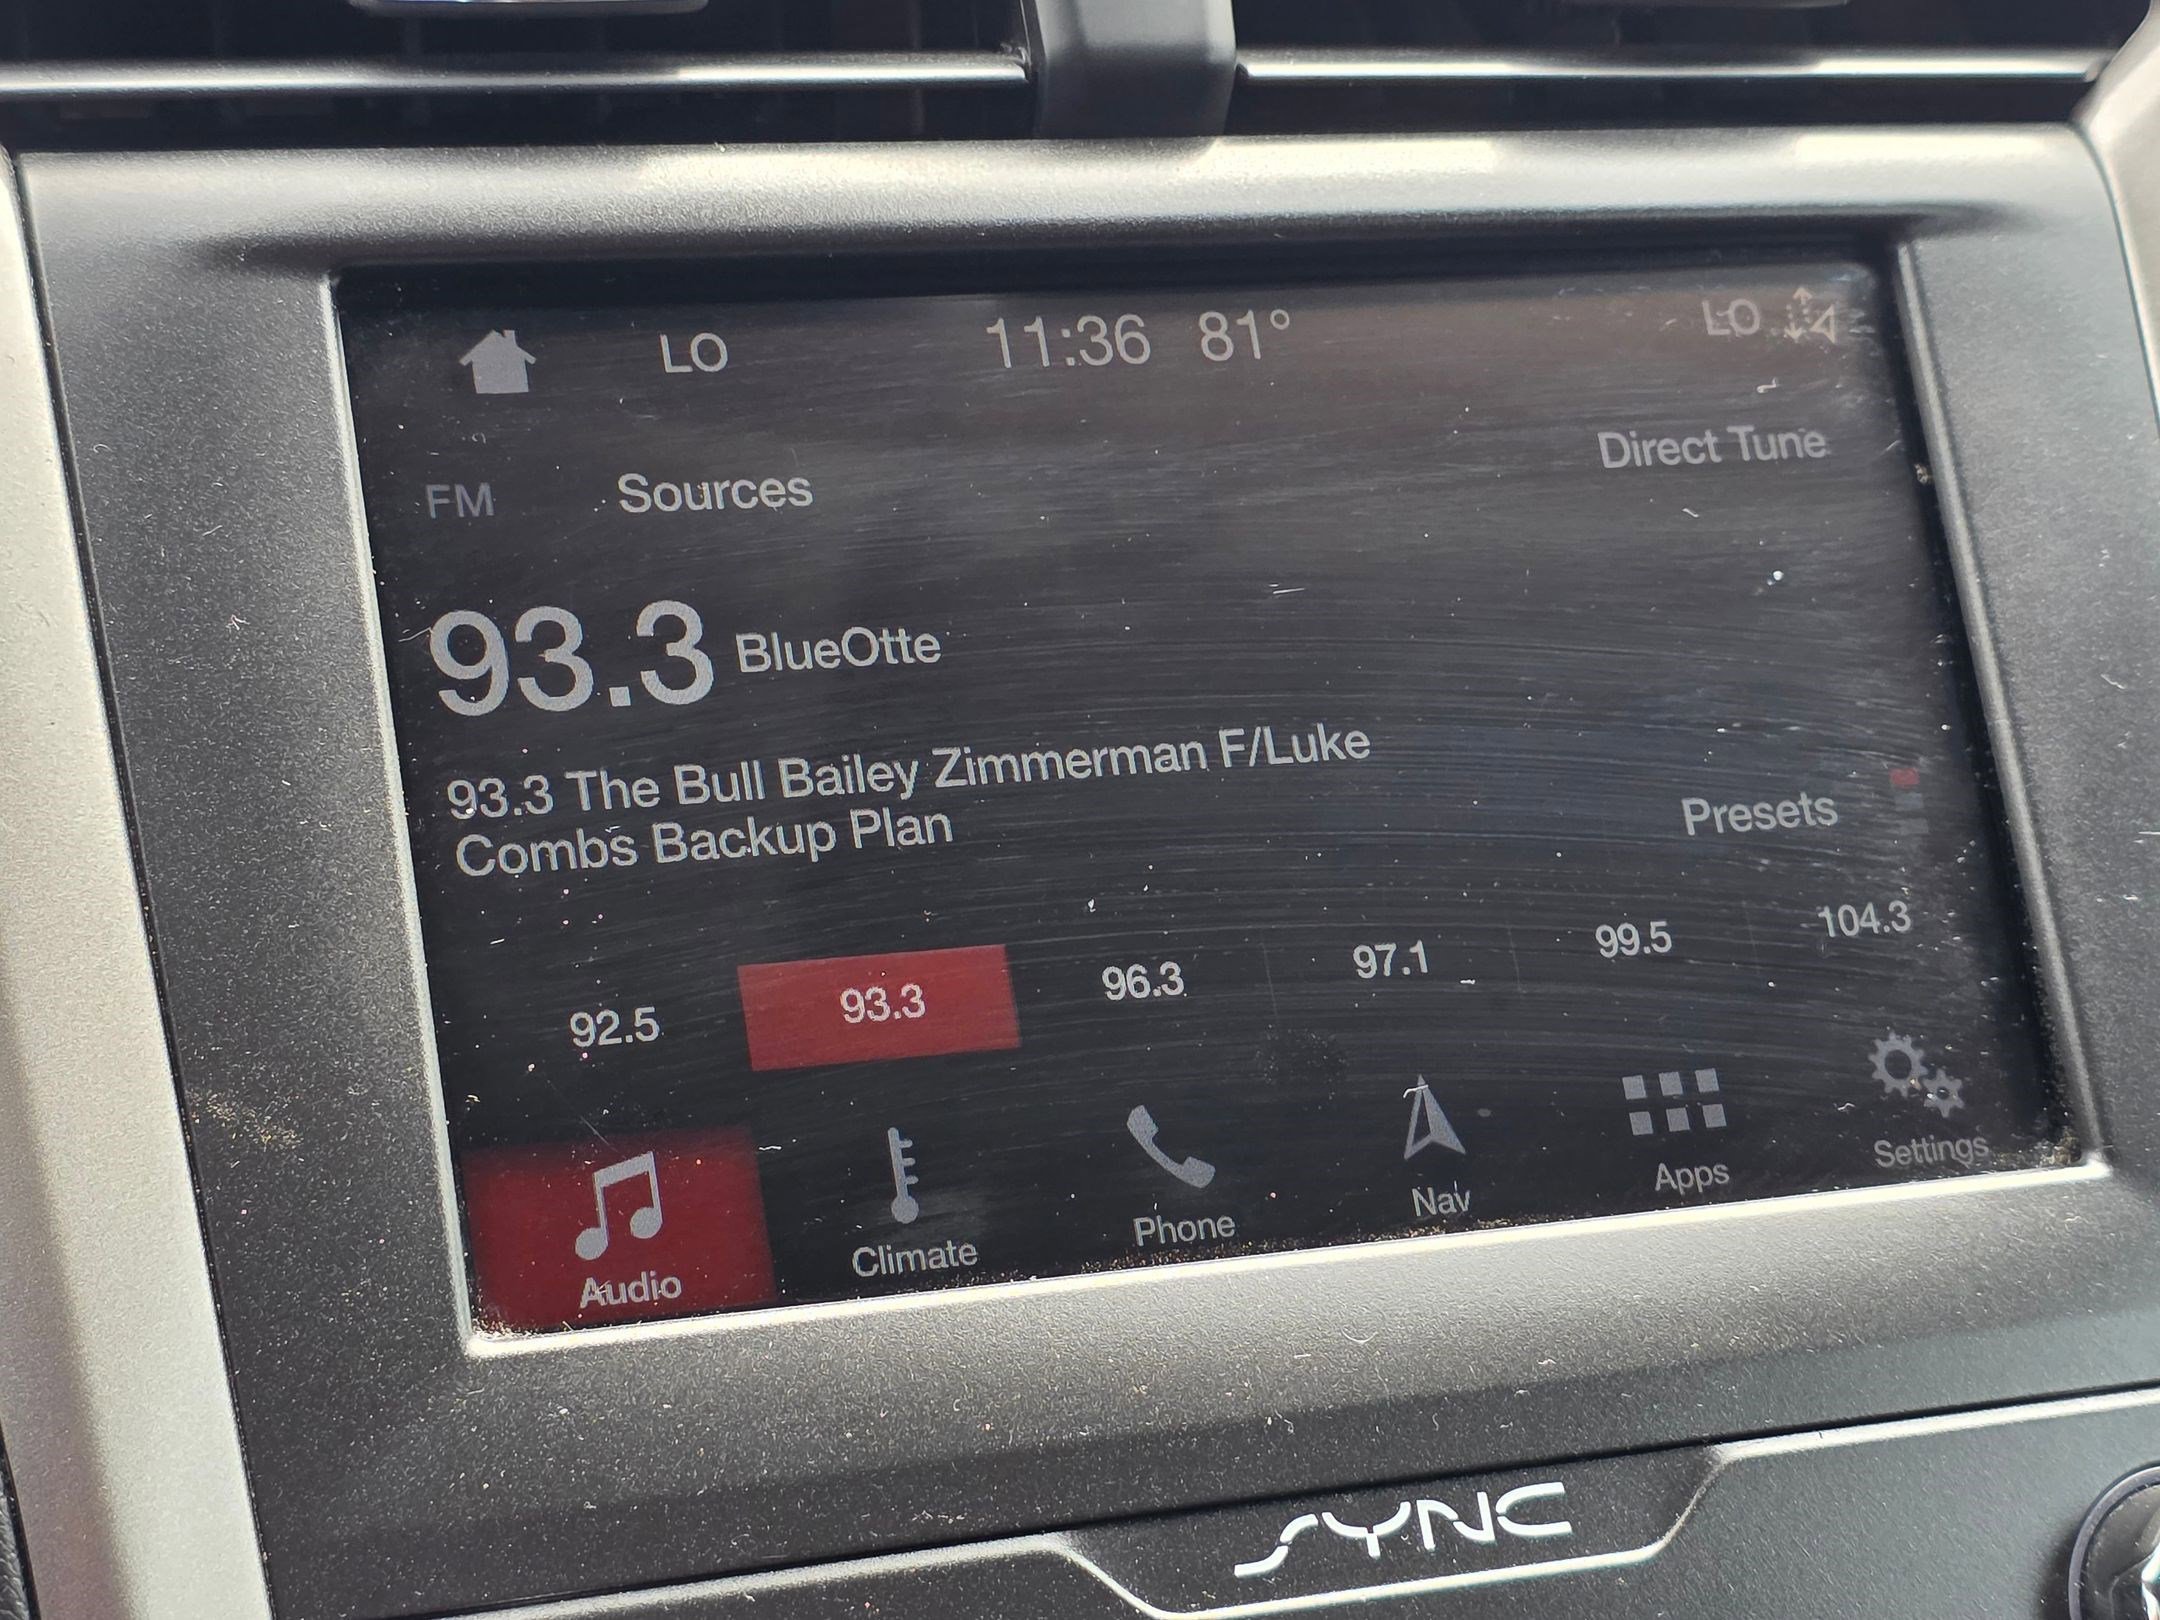 LO 11:36 81° LO
Direct Tune
FM Sources
93.3 BlueOtte
93.3 The Bull Bailey Zimmerman F/Luke
Combs Backup Plan
Presets
92.5 93.3 96.3 97.1 99.5 104.3
Audio Climate Phone Nav Apps Settings
SYNC